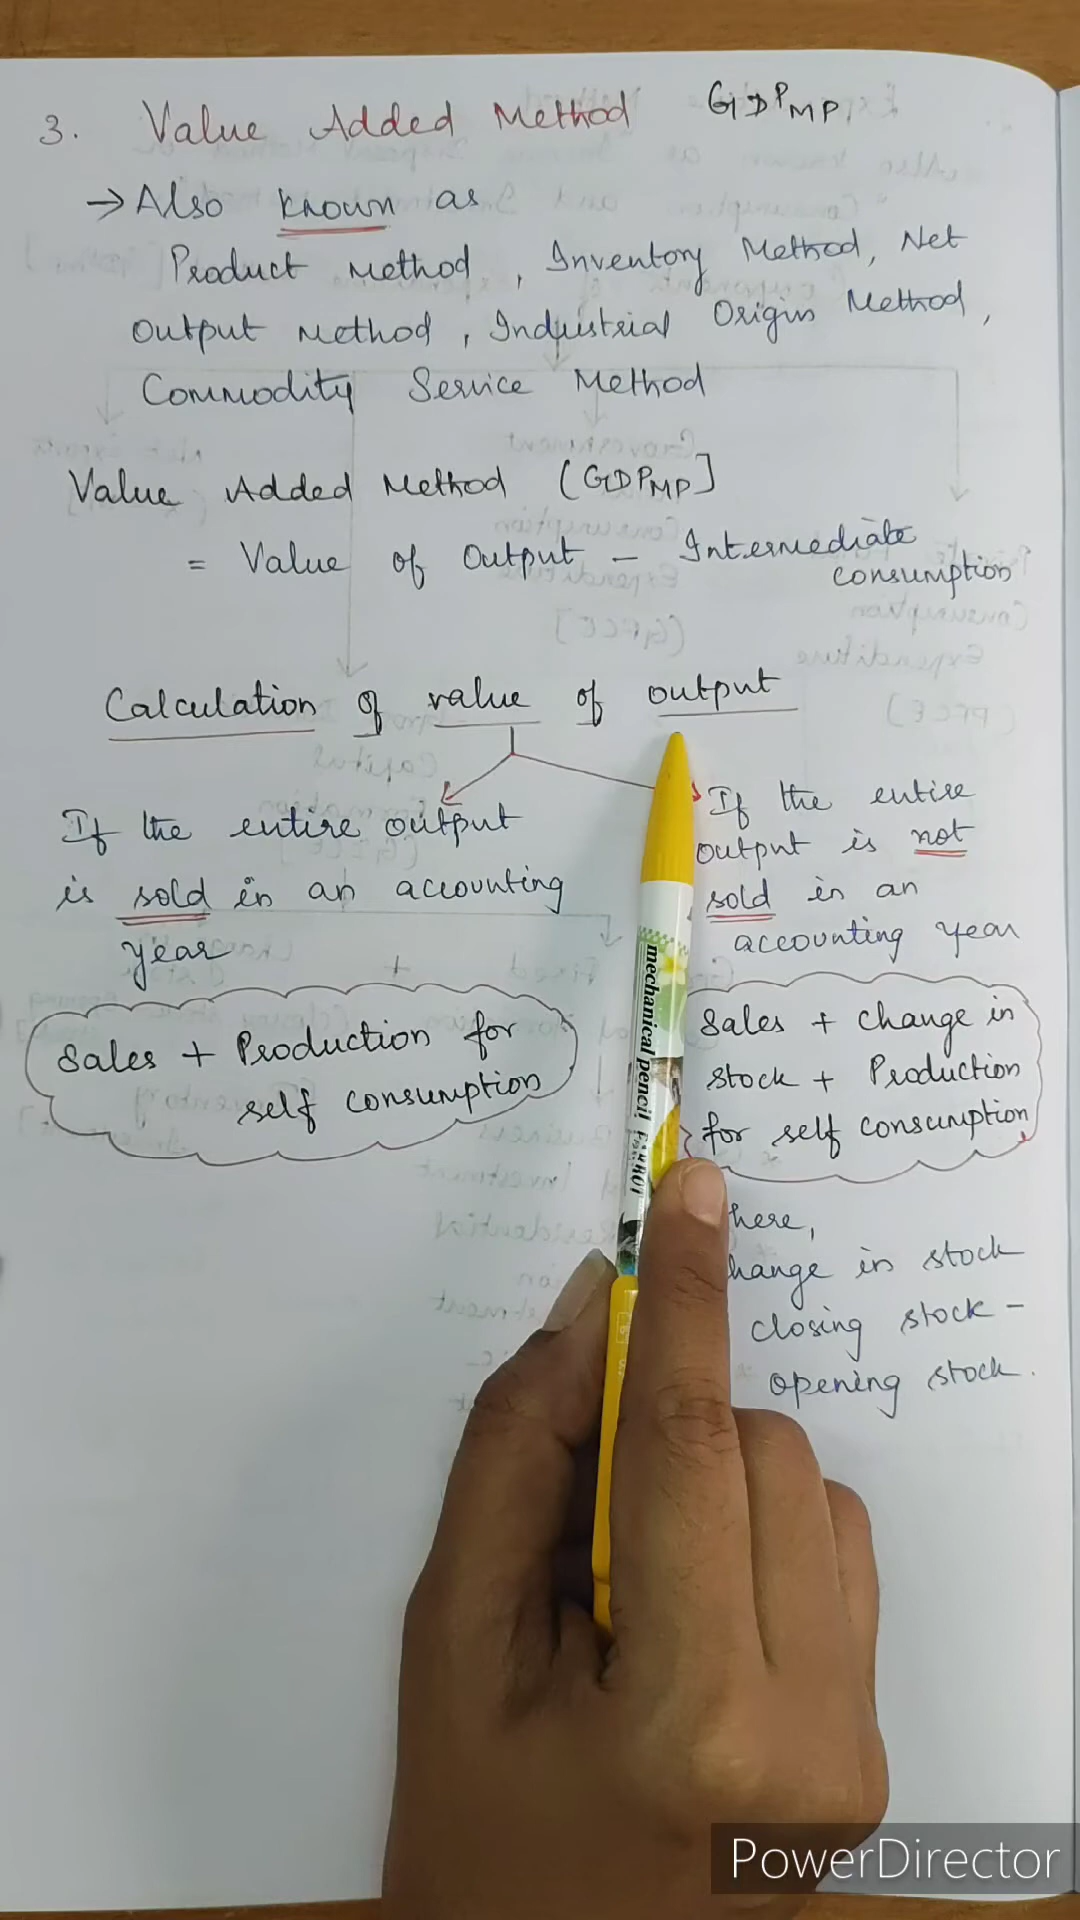 3. Value Added Method GDPMP
→ Also known as
Product Method, Inventory Method, Net
Output Method, Industrial Origin Method,
Commodity Service Method
Value Added Method (GDPMP]
= Value of Output - Intermediate
consumption
Calculation of value of output
If the entire output
is sold in an accounting
year
Sales + Production for
self consumption
If the entire
output is not
sold in an
accounting year
Sales + change in
stock + Production
for self consumption
here,
hange in stock
closing stock -
opening stock.
mechanical pencil
PowerDirector